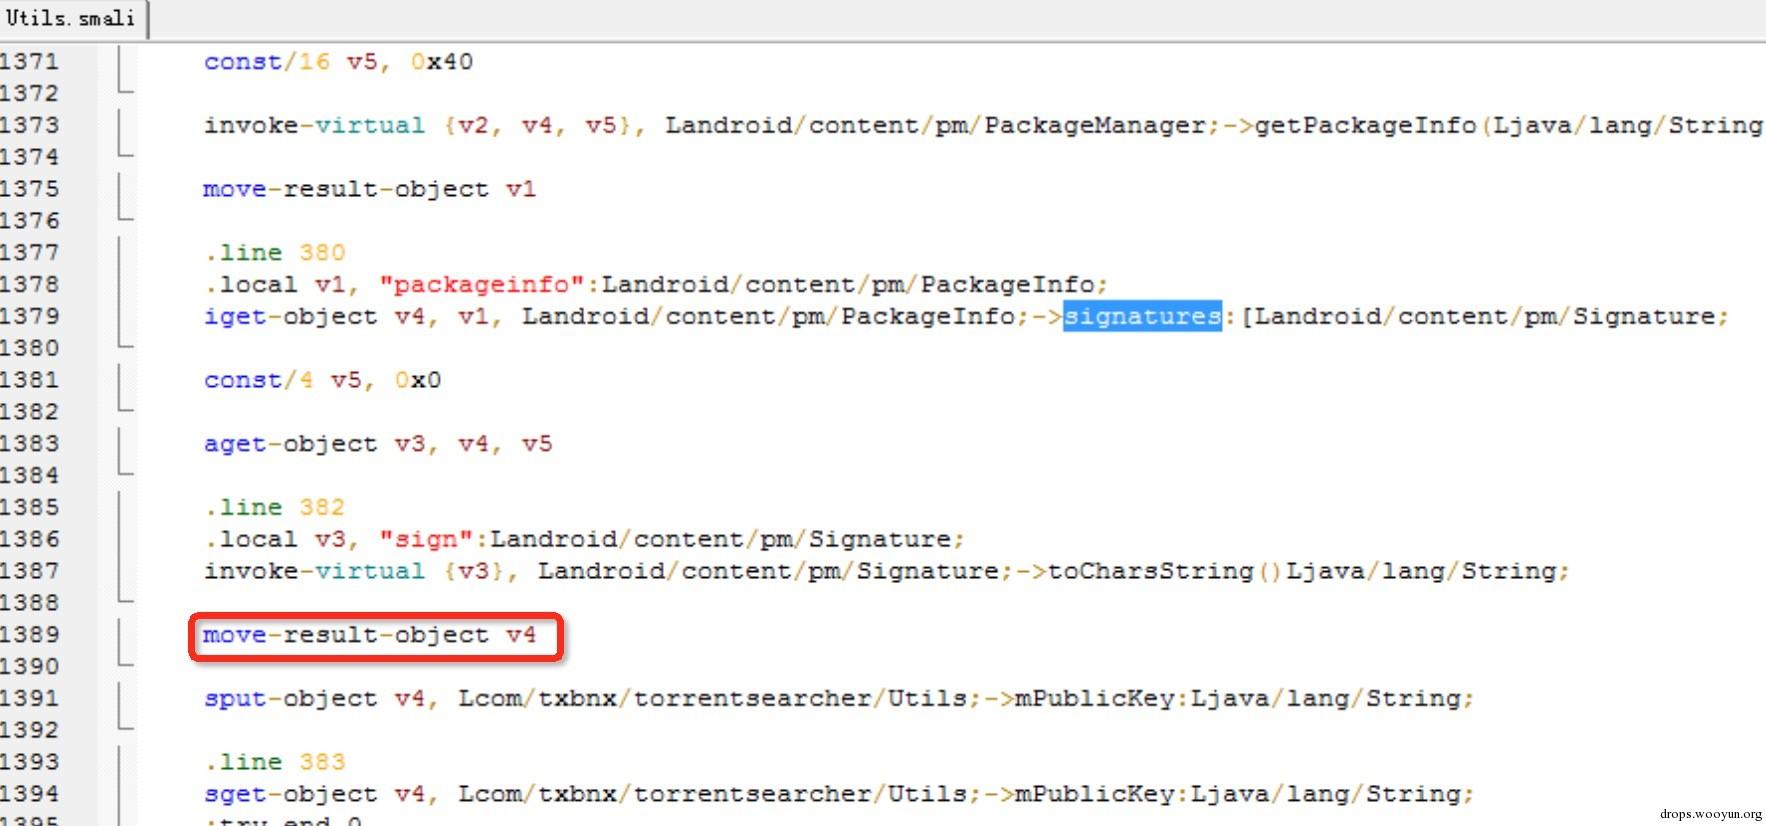 Utils.smali
1371 const/16 v5, 0x40
1372
1373 invoke-virtual {v2, v4, v5}, Landroid/content/pm/PackageManager;->getPackageInfo(Ljava/lang/String
1374
1375 move-result-object v1
1376
1377 .line 380
1378 .local v1, "packageinfo":Landroid/content/pm/PackageInfo;
1379 iget-object v4, v1, Landroid/content/pm/PackageInfo;->signatures:[Landroid/content/pm/Signature;
1380
1381 const/4 v5, 0x0
1382
1383 aget-object v3, v4, v5
1384
1385 .line 382
1386 .local v3, "sign":Landroid/content/pm/Signature;
1387 invoke-virtual {v3}, Landroid/content/pm/Signature;->toCharsString()Ljava/lang/String;
1388
1389 move-result-object v4
1390
1391 sput-object v4, Lcom/txbnx/torrentsearcher/Utils;->mPublicKey:Ljava/lang/String;
1392
1393 .line 383
1394 sget-object v4, Lcom/txbnx/torrentsearcher/Utils;->mPublicKey:Ljava/lang/String;
1395 :try_end_0
drops.wooyun.org